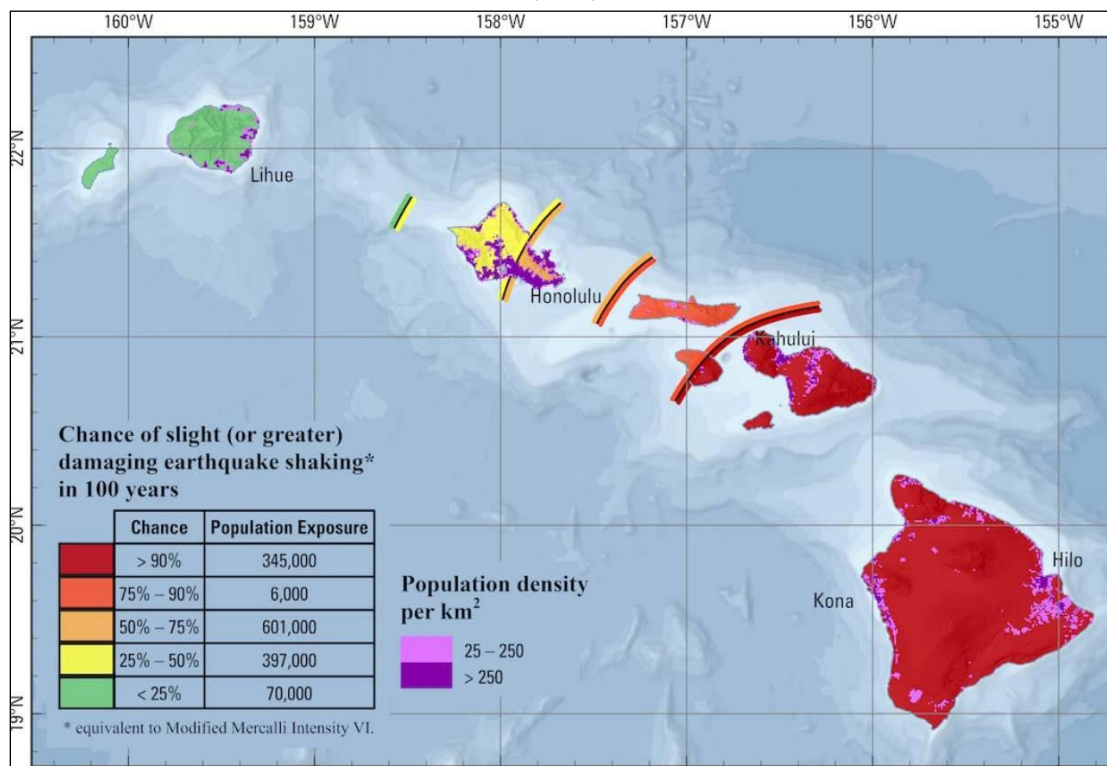 160°W 159°W 158°W 157°W 156°W 155°W
22°N
21°N
20°N
19°N
Lihue
Honolulu
Kahului
Hilo
Kona
Chance of slight (or greater)
damaging earthquake shaking*
in 100 years
Chance Population Exposure
> 90% 345,000
75% – 90% 6,000
50% – 75% 601,000
25% – 50% 397,000
< 25% 70,000
* equivalent to Modified Mercalli Intensity VI.
Population density
per km²
25 – 250
> 250